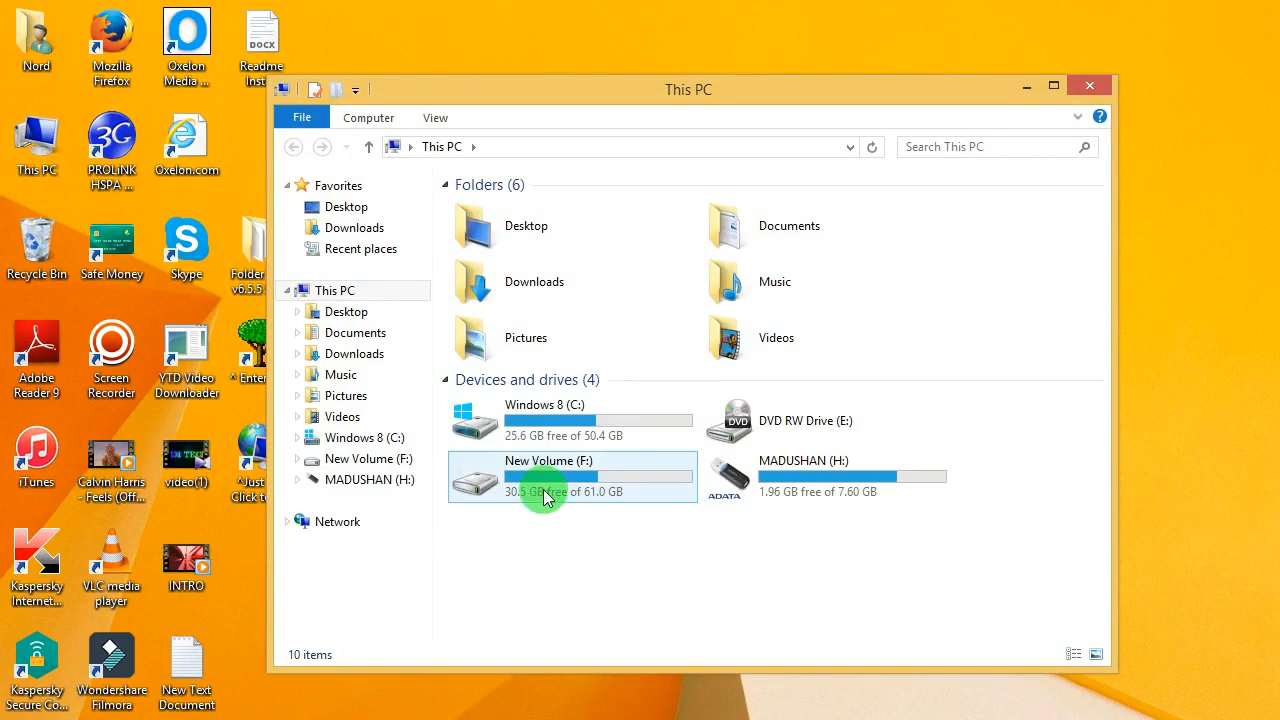 Nord
Mozilla
Firefox
Oxelon
Media ...
DOCX
Readme
Inst
This PC
3G
PROLiNK
HSPA ...
Oxelon.com
Recycle Bin
Safe Money
Skype
Folder
v6.5.5
Adobe
Reader 9
Screen
Recorder
YTD Video
Downloader
^ Enter
iTunes
Calvin Harris
- Feels (Off...
video(1)
^Just
Click to
Kaspersky
Internet...
VLC media
player
INTRO
Kaspersky
Secure Co...
Wondershare
Filmora
New Text
Document
This PC
File
Computer
View
This PC
Search This PC
Favorites
Desktop
Downloads
Recent places
This PC
Desktop
Documents
Downloads
Music
Pictures
Videos
Windows 8 (C:)
New Volume (F:)
MADUSHAN (H:)
Network
Folders (6)
Desktop
Documents
Downloads
Music
Pictures
Videos
Devices and drives (4)
Windows 8 (C:)
25.6 GB free of 50.4 GB
DVD
DVD RW Drive (E:)
New Volume (F:)
30.5 GB free of 61.0 GB
MADUSHAN (H:)
ADATA
1.96 GB free of 7.60 GB
10 items